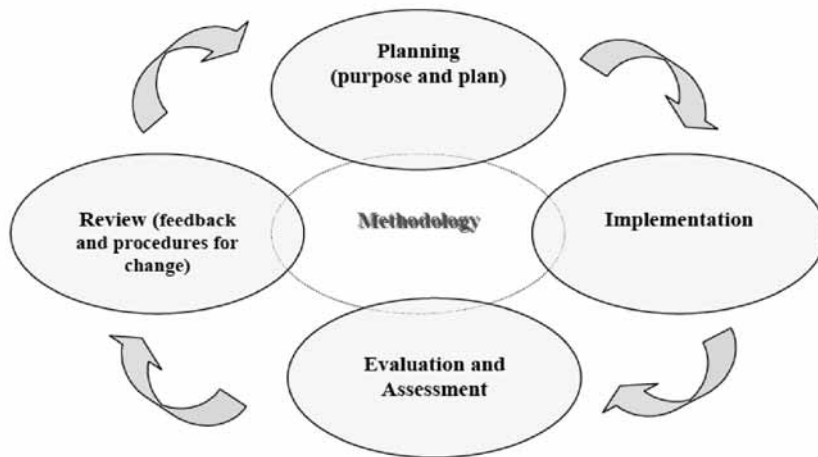 Planning
(purpose and plan)
Review (feedback
and procedures for
change)
Methodology
Implementation
Evaluation and
Assessment